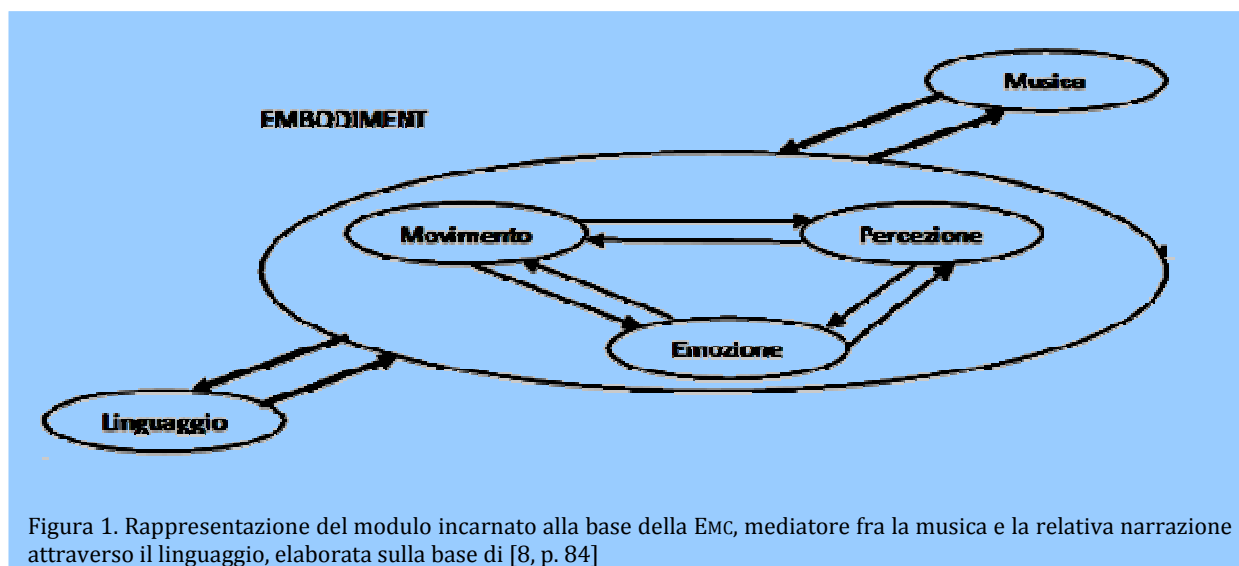 Musica
EMBODIMENT
Movimento
Percezione
Emozione
Linguaggio
Figura 1. Rappresentazione del modulo incarnato alla base della EMC, mediatore fra la musica e la relativa narrazione
attraverso il linguaggio, elaborata sulla base di [8, p. 84]